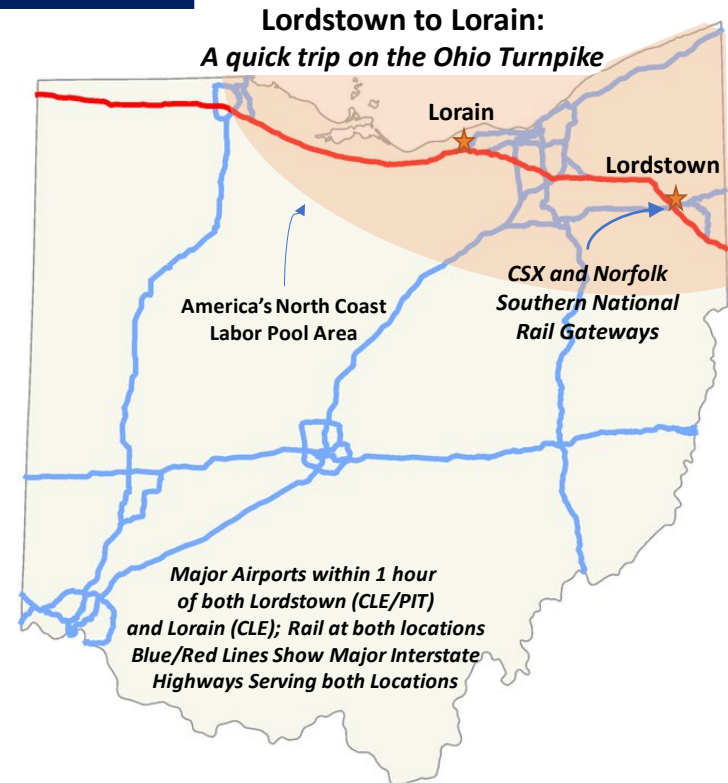 Lordstown to Lorain:
A quick trip on the Ohio Turnpike
Lorain
Lordstown
America's North Coast
Labor Pool Area
CSX and Norfolk
Southern National
Rail Gateways
Major Airports within 1 hour
of both Lordstown (CLE/PIT)
and Lorain (CLE); Rail at both locations
Blue/Red Lines Show Major Interstate
Highways Serving both Locations